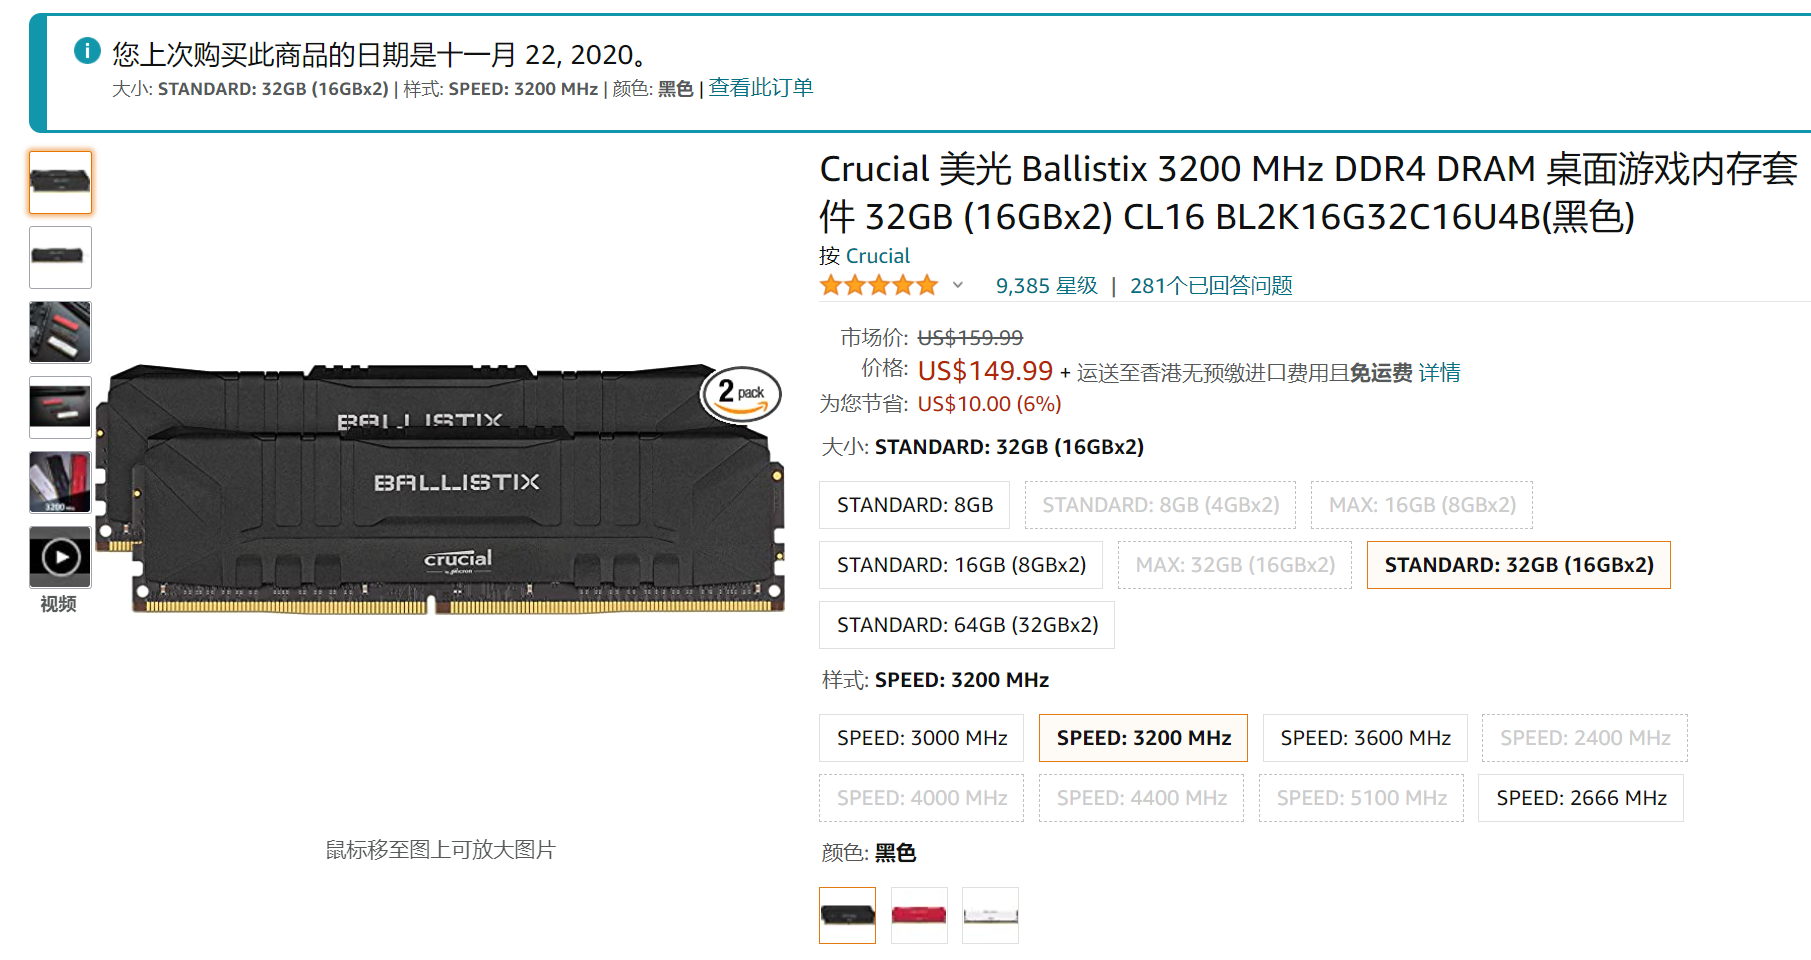 您上次购买此商品的日期是十一月 22, 2020。
大小: STANDARD: 32GB (16GBx2) | 样式: SPEED: 3200 MHz | 颜色: 黑色 | 查看此订单
Crucial 美光 Ballistix 3200 MHz DDR4 DRAM 桌面游戏内存套
件 32GB (16GBx2) CL16 BL2K16G32C16U4B(黑色)
按 Crucial
9,385 星级 | 281个已回答问题
市场价: US$159.99
价格: US$149.99 + 运送至香港无预缴进口费用且免运费 详情
为您节省: US$10.00 (6%)
大小: STANDARD: 32GB (16GBx2)
STANDARD: 8GB STANDARD: 8GB (4GBx2) MAX: 16GB (8GBx2)
STANDARD: 16GB (8GBx2) MAX: 32GB (16GBx2) STANDARD: 32GB (16GBx2)
STANDARD: 64GB (32GBx2)
样式: SPEED: 3200 MHz
SPEED: 3000 MHz SPEED: 3200 MHz SPEED: 3600 MHz SPEED: 2400 MHz
SPEED: 4000 MHz SPEED: 4400 MHz SPEED: 5100 MHz SPEED: 2666 MHz
颜色: 黑色
2 pack
BALLISTIX
BALLISTIX
crucial
by Micron
3200 MHz
视频
鼠标移至图上可放大图片